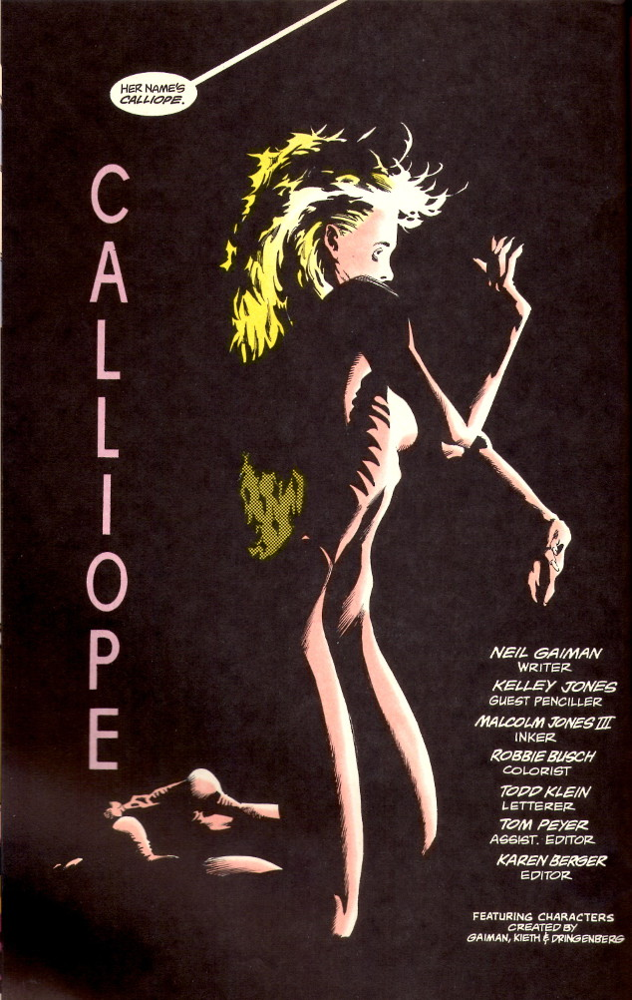 HER NAME'S
CALLIOPE.
CALLIOPE
NEIL GAIMAN
WRITER
KELLEY JONES
GUEST PENCILLER
MALCOLM JONES III
INKER
ROBBIE BUSCH
COLORIST
TODD KLEIN
LETTERER
TOM PEYER
ASSIST. EDITOR
KAREN BERGER
EDITOR
FEATURING CHARACTERS
CREATED BY
GAIMAN, KIETH & DRINGENBERG